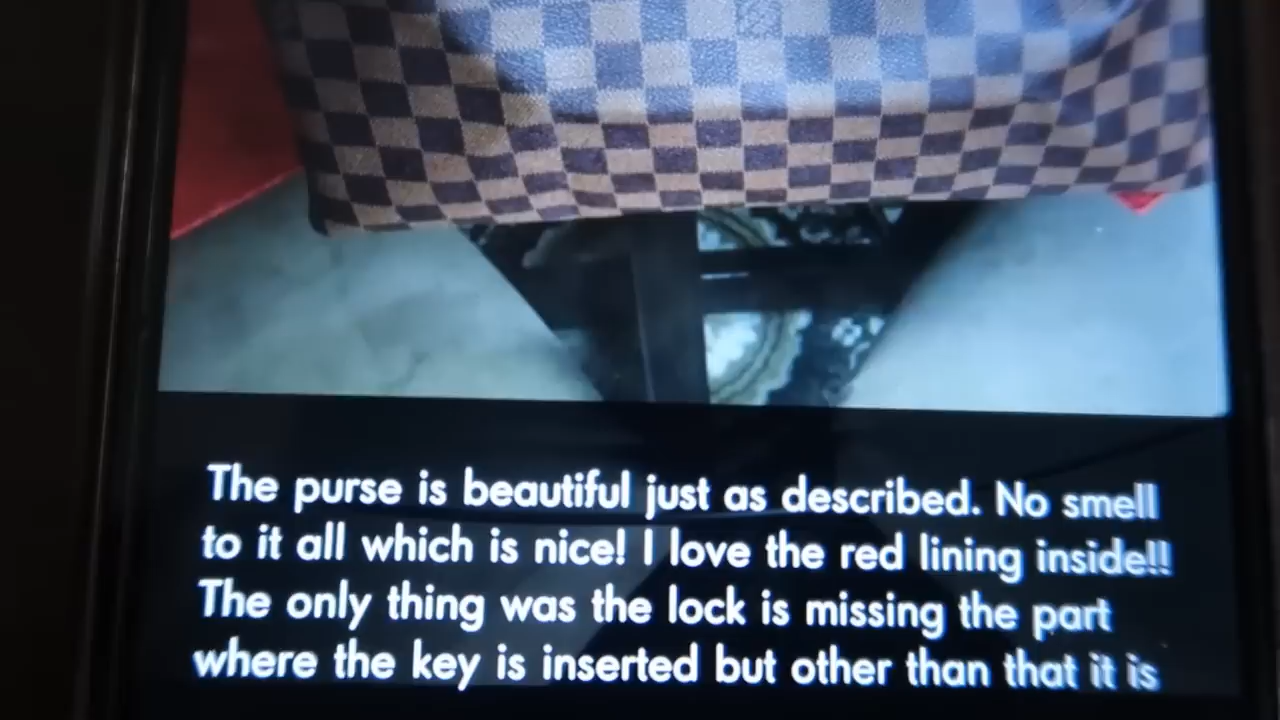 The purse is beautiful just as described. No smell
to it all which is nice! I love the red lining inside!!
The only thing was the lock is missing the part
where the key is inserted but other than that it is